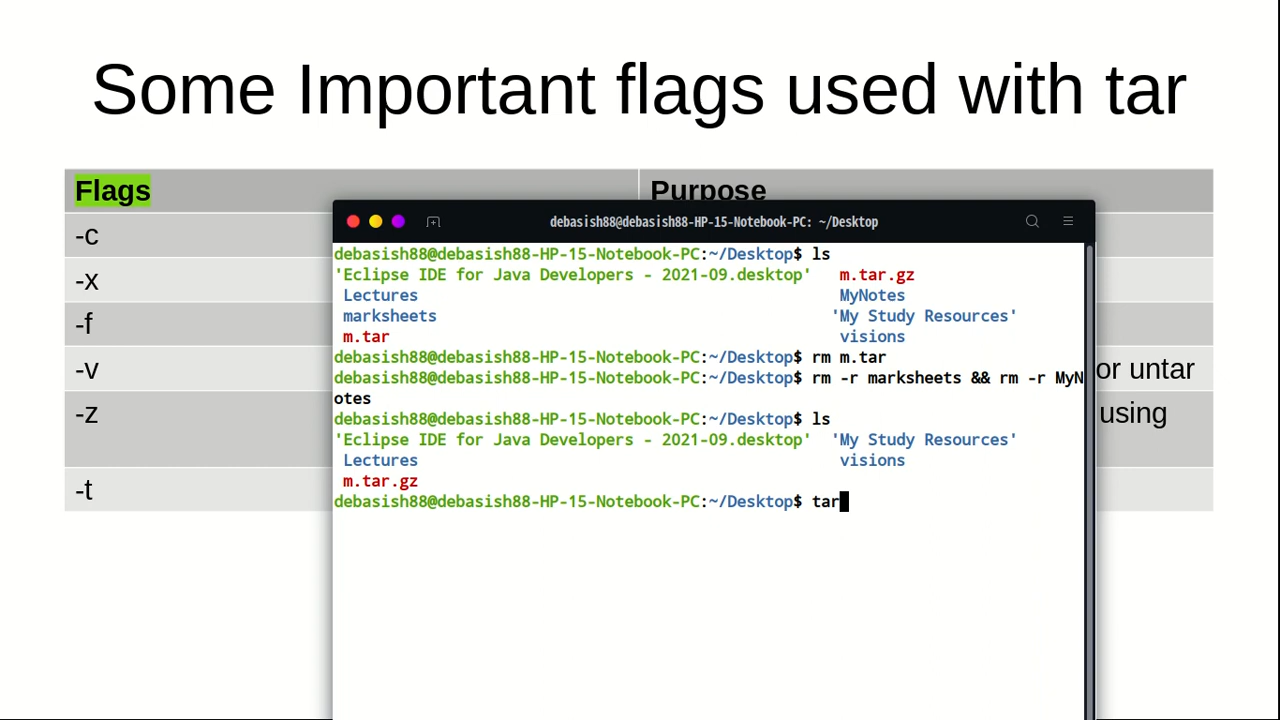 Some Important flags used with tar
Flags Purpose
-c
-x
-f
-v or untar
-z using
-t
debasish88@debasish88-HP-15-Notebook-PC: ~/Desktop
debasish88@debasish88-HP-15-Notebook-PC:~/Desktop$ ls
'Eclipse IDE for Java Developers - 2021-09.desktop' m.tar.gz
Lectures MyNotes
marksheets 'My Study Resources'
m.tar visions
debasish88@debasish88-HP-15-Notebook-PC:~/Desktop$ rm m.tar
debasish88@debasish88-HP-15-Notebook-PC:~/Desktop$ rm -r marksheets && rm -r MyN
otes
debasish88@debasish88-HP-15-Notebook-PC:~/Desktop$ ls
'Eclipse IDE for Java Developers - 2021-09.desktop' 'My Study Resources'
Lectures visions
m.tar.gz
debasish88@debasish88-HP-15-Notebook-PC:~/Desktop$ tar